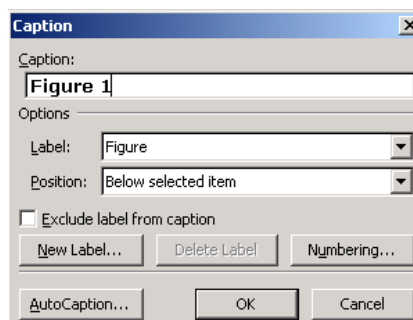 Caption
Caption:
Figure 1
Options
Label: Figure
Position: Below selected item
Exclude label from caption
New Label... Delete Label Numbering...
AutoCaption... OK Cancel